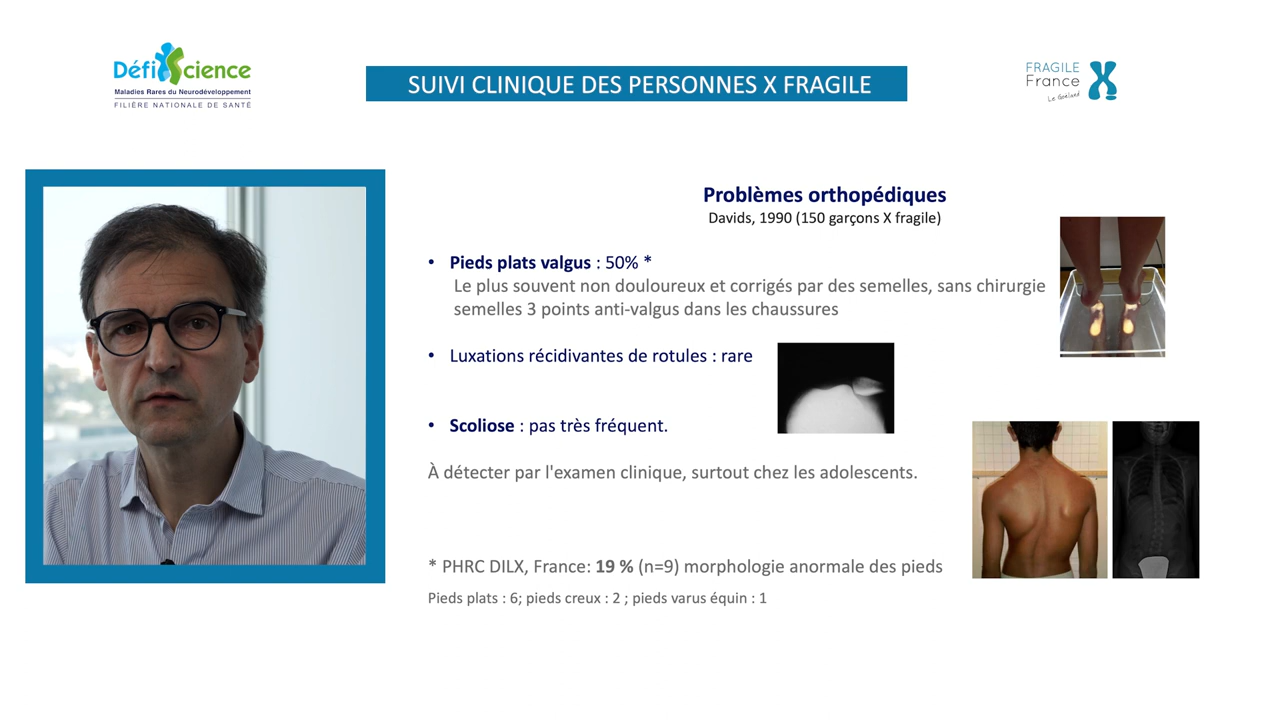 Défi Science
Maladies Rares du Neurodéveloppement
FILIÈRE NATIONALE DE SANTÉ
SUIVI CLINIQUE DES PERSONNES X FRAGILE
FRAGILE
France
Le Goéland
X
Problèmes orthopédiques
Davids, 1990 (150 garçons X fragile)
• Pieds plats valgus : 50% *
Le plus souvent non douloureux et corrigés par des semelles, sans chirurgie
semelles 3 points anti-valgus dans les chaussures
• Luxations récidivantes de rotules : rare
• Scoliose : pas très fréquent.
À détecter par l'examen clinique, surtout chez les adolescents.
* PHRC DILX, France: 19 % (n=9) morphologie anormale des pieds
Pieds plats : 6; pieds creux : 2 ; pieds varus équin : 1